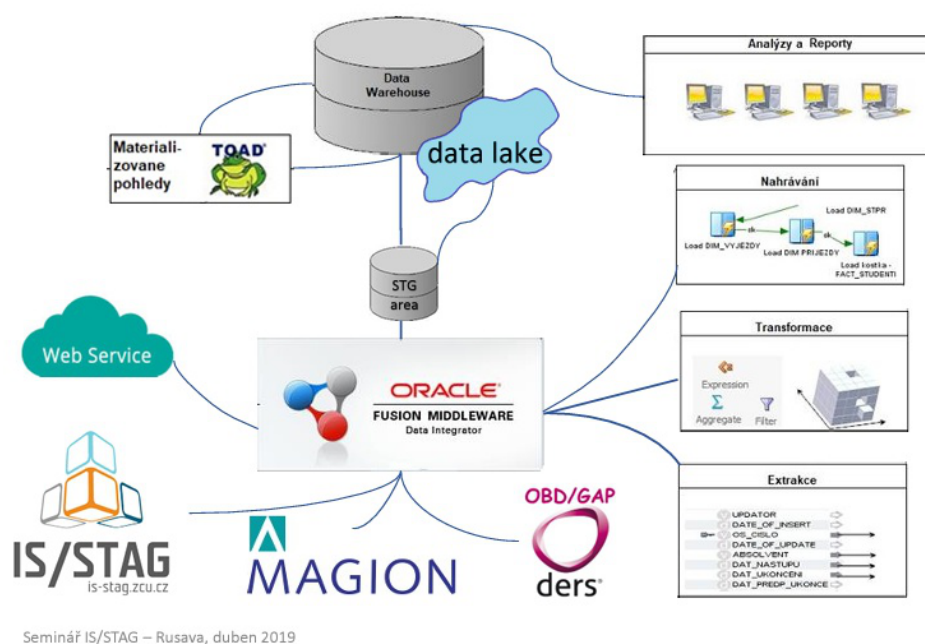 Data
Warehouse
Analýzy a Reporty
Materiali-
zovane
pohledy
TOAD®
data lake
Nahrávání
Load DIM_STPR
ok
ok
Load DIM_VYJEZDY
Load DIM PRIJEZDY
Load kostka -
FACT_STUDENTI
STG
area
Web Service
ORACLE®
FUSION MIDDLEWARE
Data Integrator
Transformace
Expression
Aggregate
Filter
Extrakce
UPDATOR
DATE_OF_INSERT
OS_CISLO
DATE_OF_UPDATE
ABSOLVENT
DAT_NASTUPU
DAT_UKONCENI
DAT_PREDP_UKONCE
IS/STAG
is-stag.zcu.cz
MAGION
OBD/GAP
ders®
Seminář IS/STAG – Rusava, duben 2019